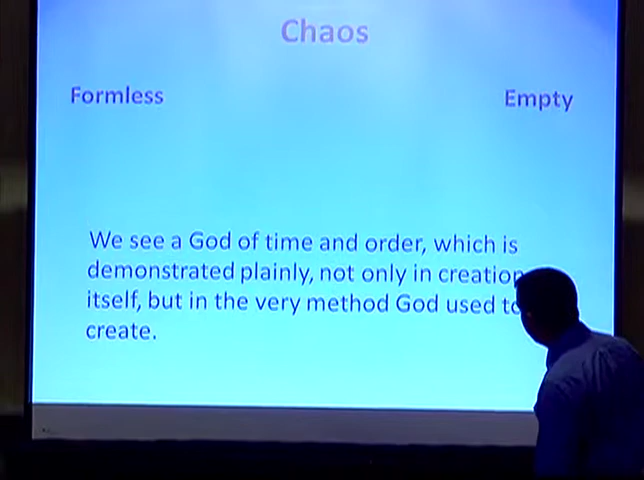 Chaos
Formless Empty
We see a God of time and order, which is
demonstrated plainly, not only in creation
itself, but in the very method God used to
create.